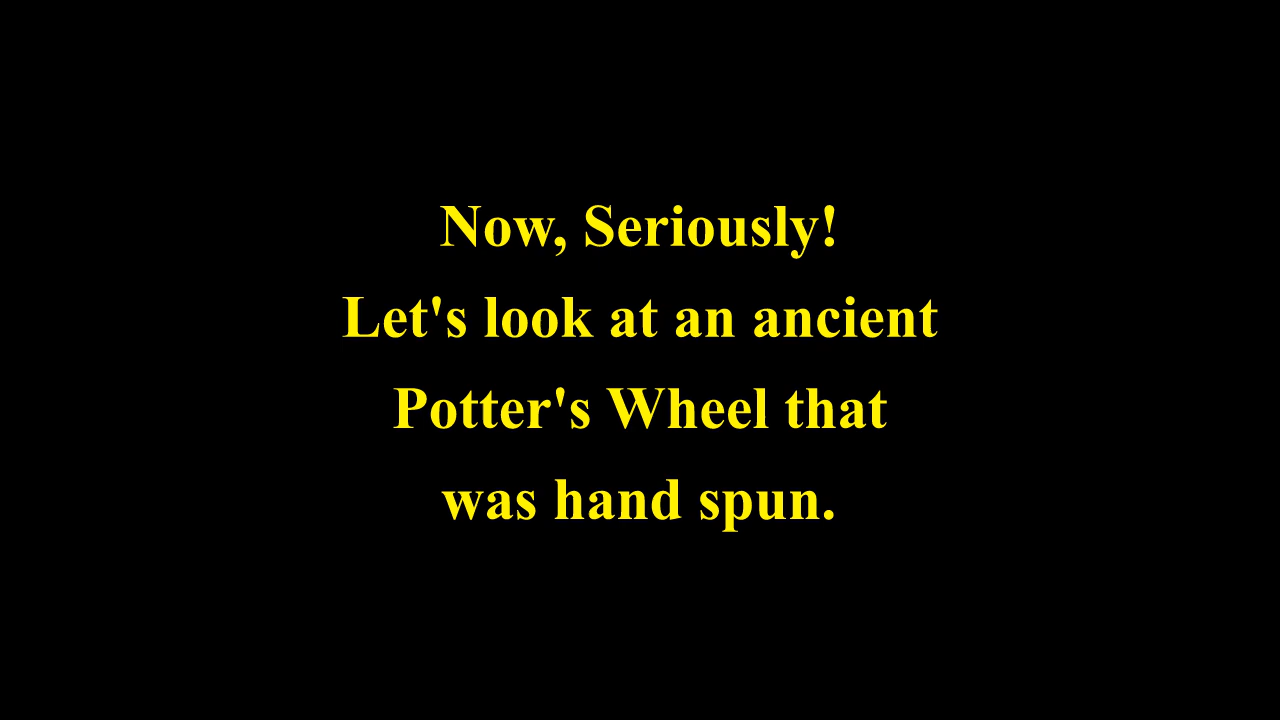 Now, Seriously!
Let's look at an ancient
Potter's Wheel that
was hand spun.